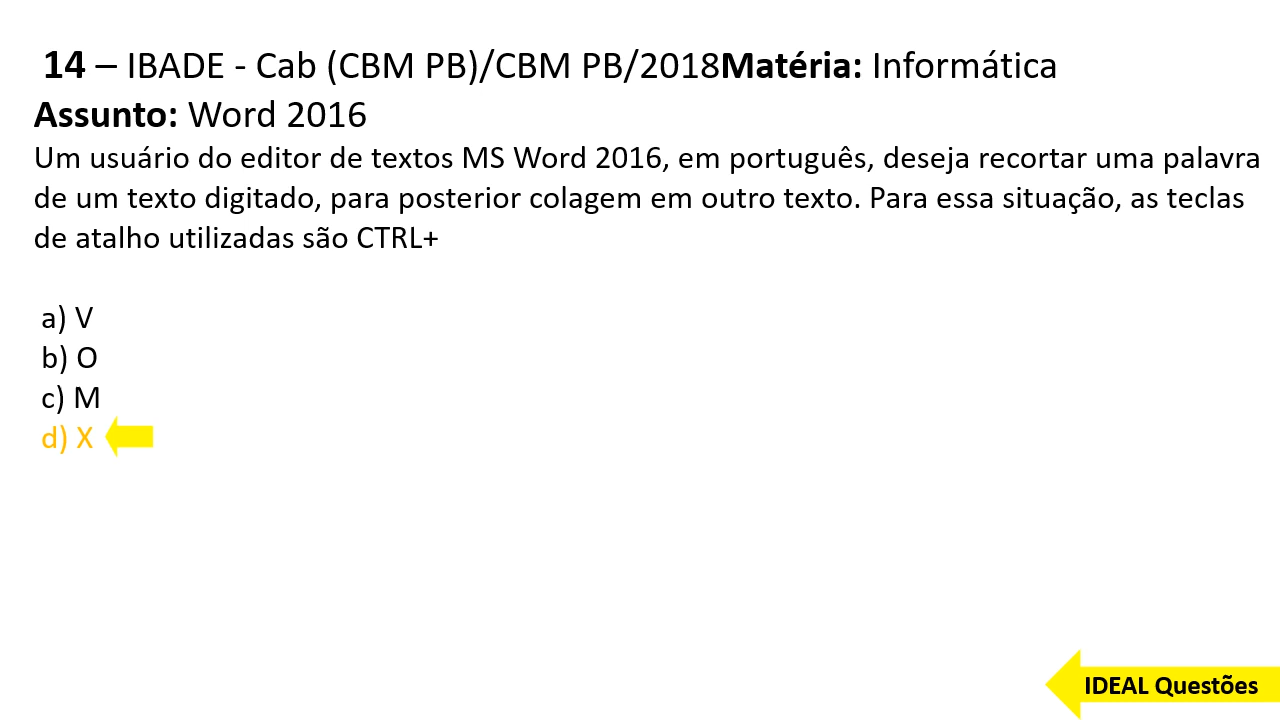 14 – IBADE - Cab (CBM PB)/CBM PB/2018Matéria: Informática
Assunto: Word 2016
Um usuário do editor de textos MS Word 2016, em português, deseja recortar uma palavra
de um texto digitado, para posterior colagem em outro texto. Para essa situação, as teclas
de atalho utilizadas são CTRL+
a) V
b) O
c) M
d) X
IDEAL Questões